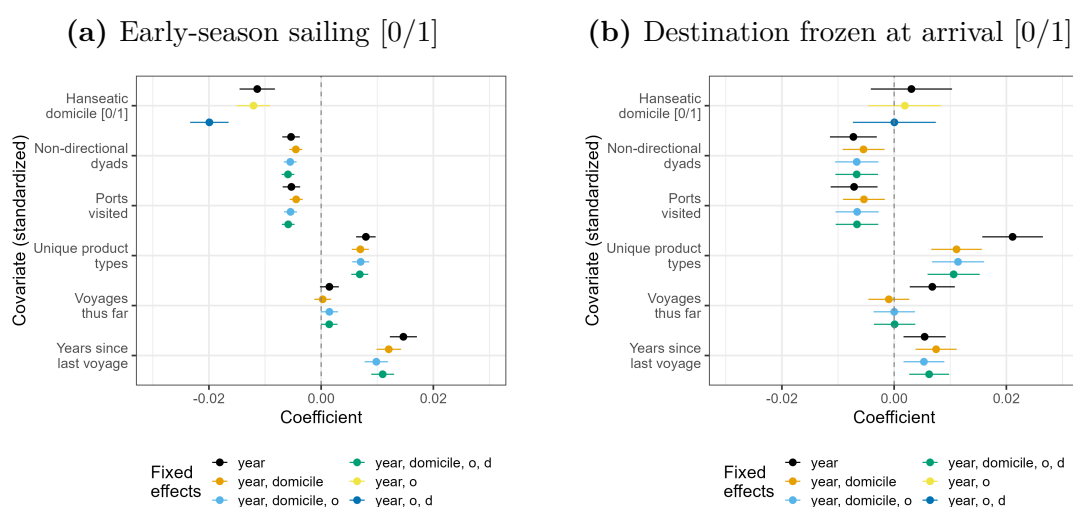 (a) Early-season sailing [0/1]
Covariate (standardized)
Hanseatic
domicile [0/1]
Non-directional
dyads
Ports
visited
Unique product
types
Voyages
thus far
Years since
last voyage
-0.02 0.00 0.02
Coefficient
Fixed
effects
year
year, domicile
year, domicile, o
year, domicile, o, d
year, o
year, o, d
(b) Destination frozen at arrival [0/1]
Covariate (standardized)
Hanseatic
domicile [0/1]
Non-directional
dyads
Ports
visited
Unique product
types
Voyages
thus far
Years since
last voyage
-0.02 0.00 0.02
Coefficient
Fixed
effects
year
year, domicile
year, domicile, o
year, domicile, o, d
year, o
year, o, d